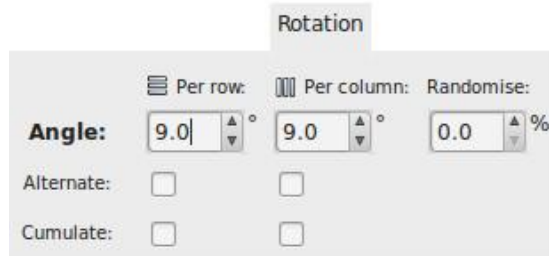 Rotation
Per row: Per column: Randomise:
Angle: 9.0 ° 9.0 ° 0.0 %
Alternate:
Cumulate: